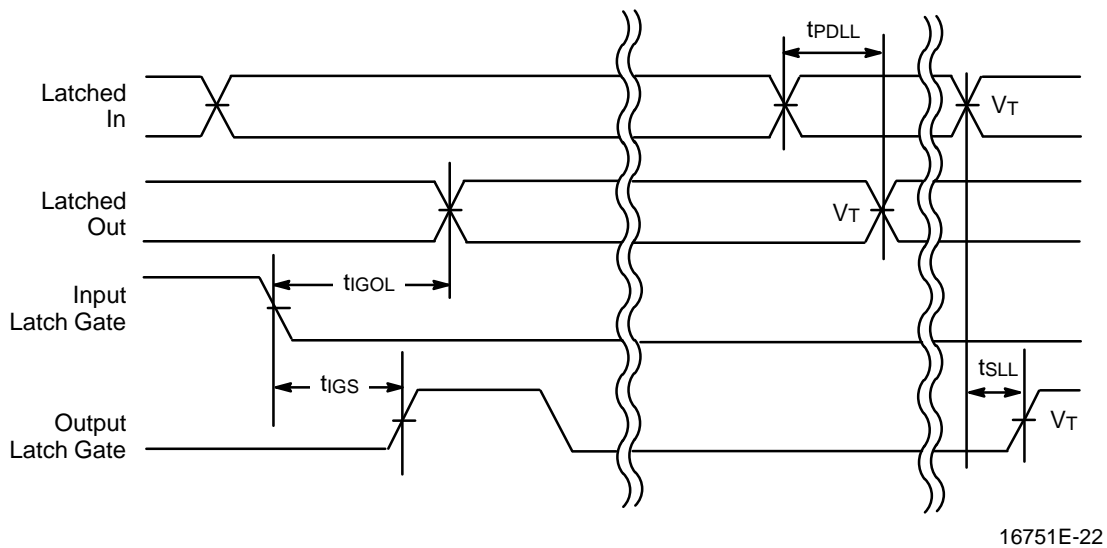 tPDLL
Latched
In
VT
Latched
Out
VT
tIGOL
Input
Latch Gate
tIGS
tSLL
Output
Latch Gate
VT
16751E-22